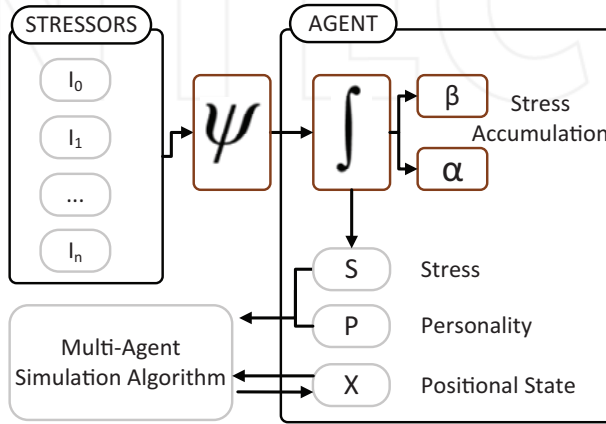 STRESSORS
AGENT
I0
I1
...
In
ψ
∫
β
α
Stress
Accumulation
S
Stress
P
Personality
X
Positional State
Multi-Agent
Simulation Algorithm